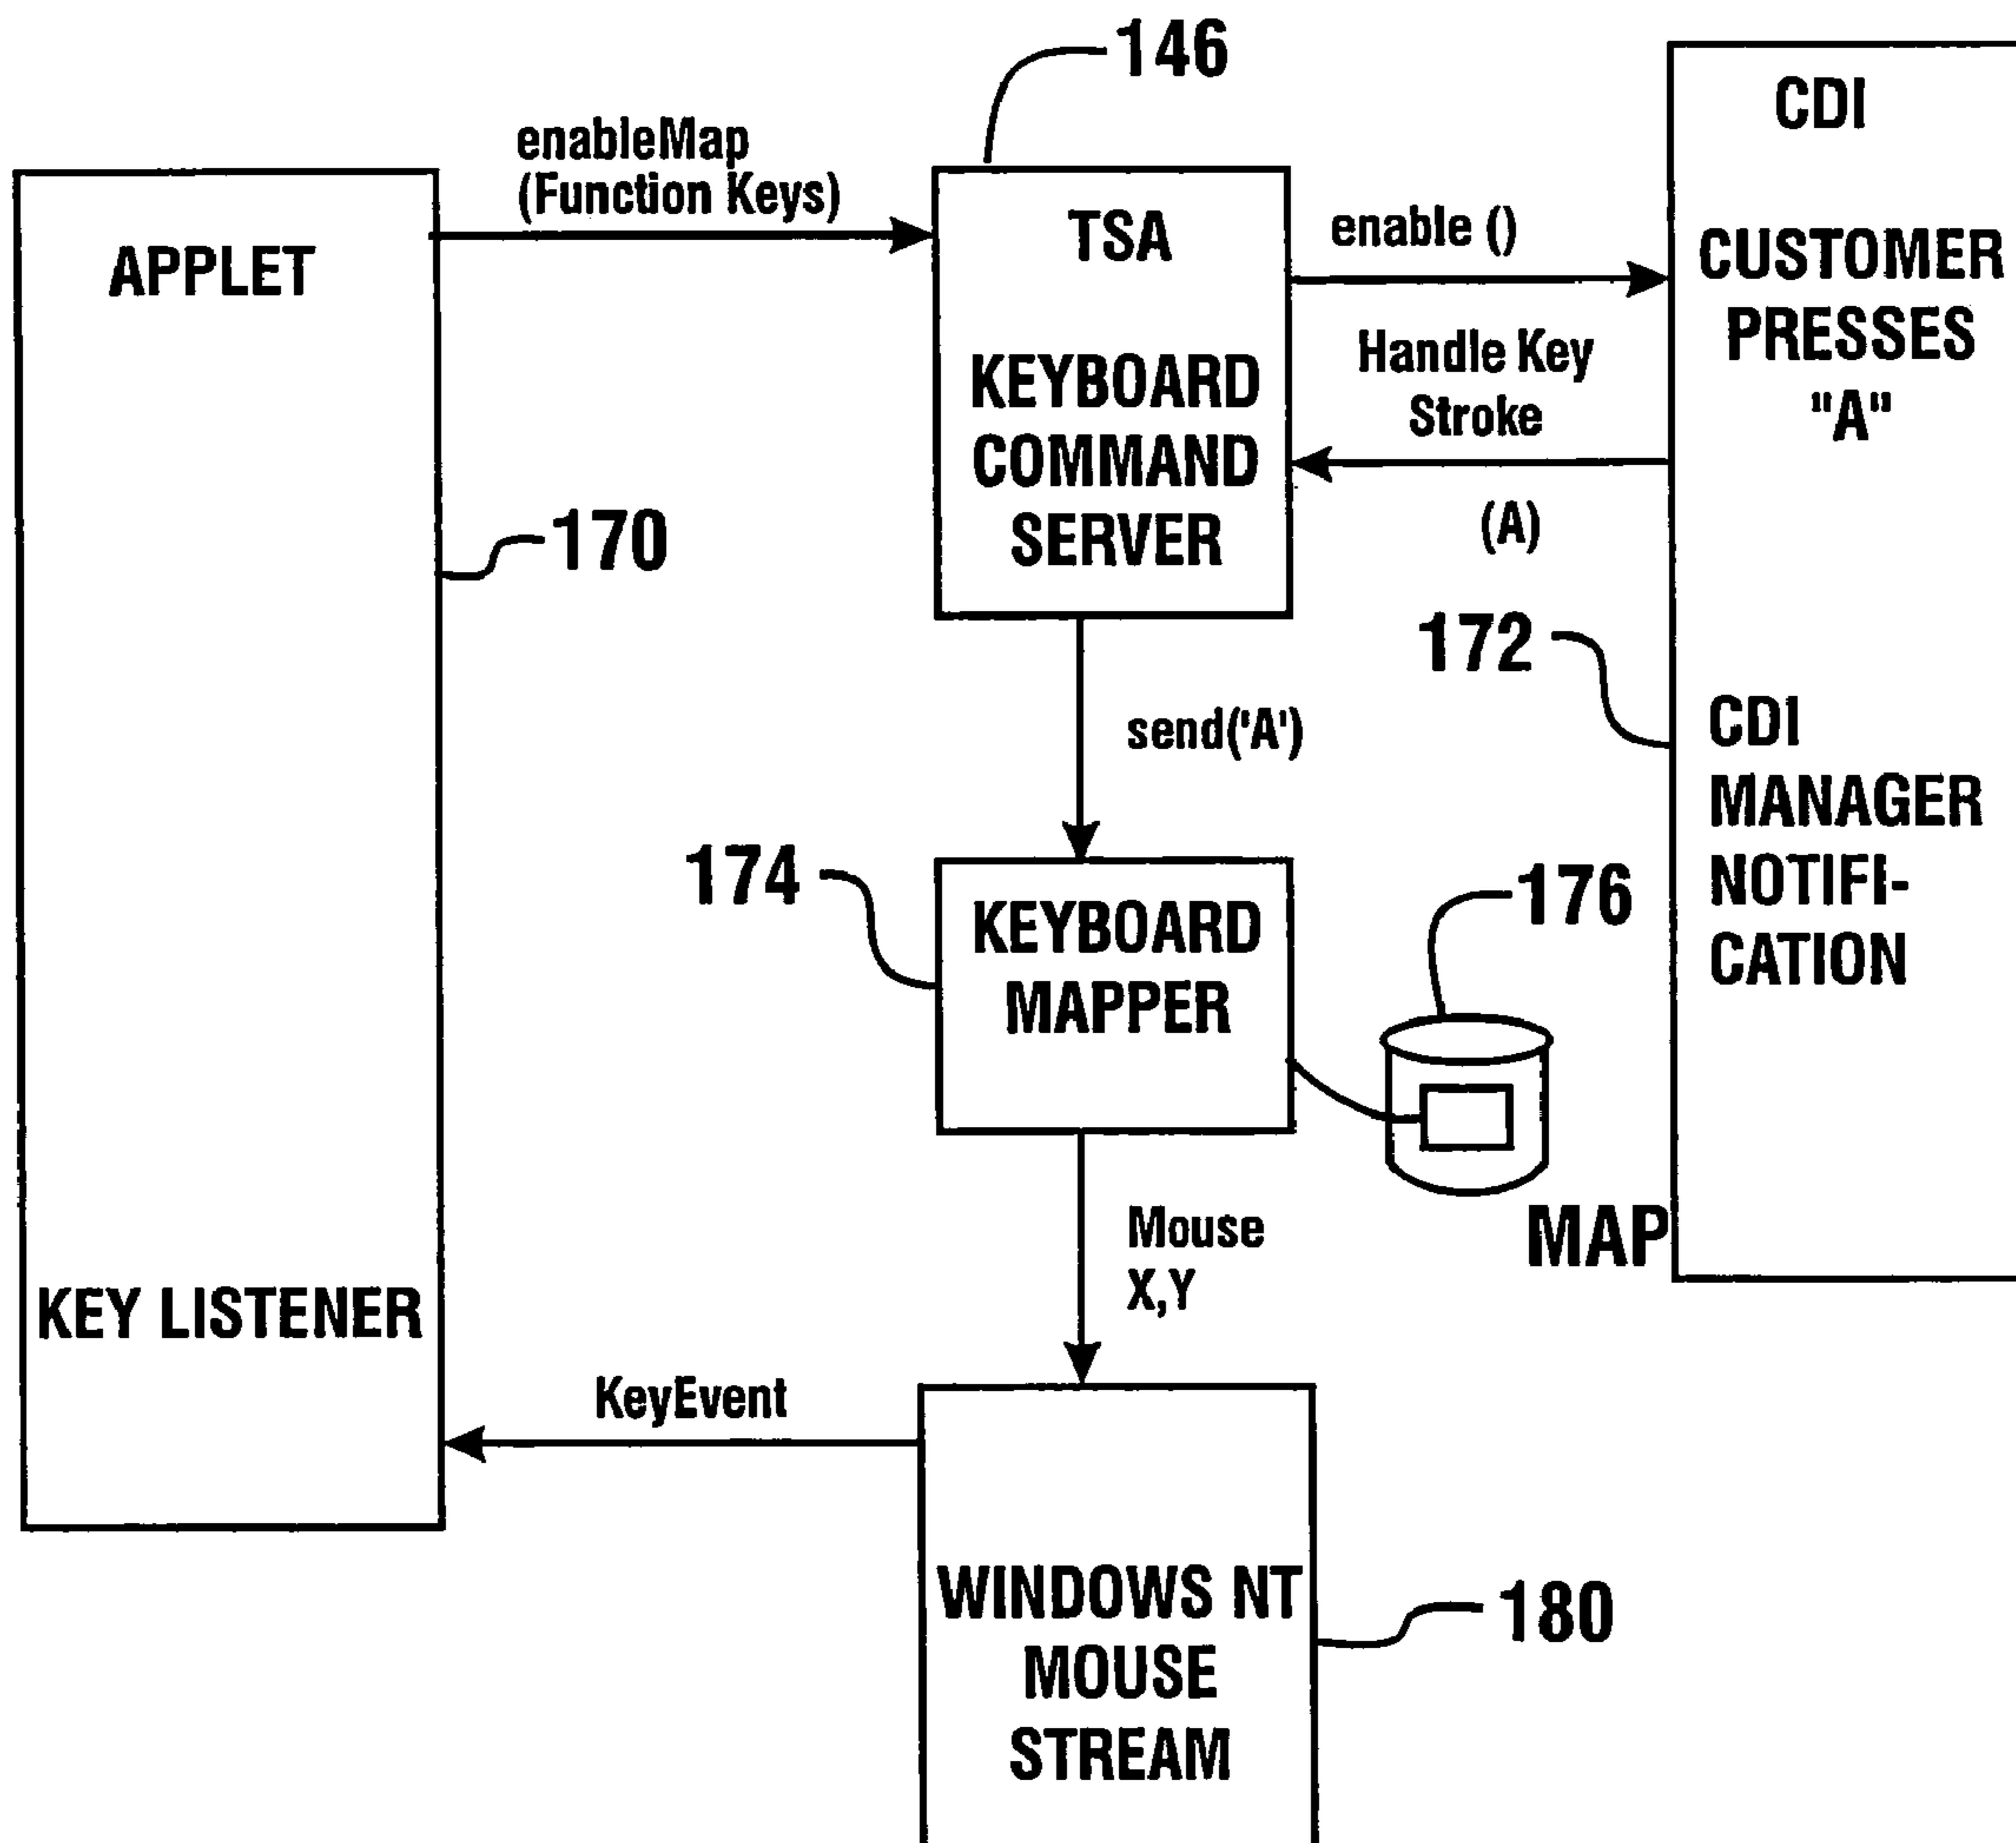 146
CDI
enableMap
(Function Keys)
APPLET
TSA
enable ()
CUSTOMER
PRESSES
"A"
KEYBOARD
COMMAND
SERVER
Handle Key
Stroke
(A)
170
172
send('A')
CDI
MANAGER
NOTIFI-
CATION
174
KEYBOARD
MAPPER
176
MAP
Mouse
X,Y
KEY LISTENER
KeyEvent
WINDOWS NT
MOUSE
STREAM
180